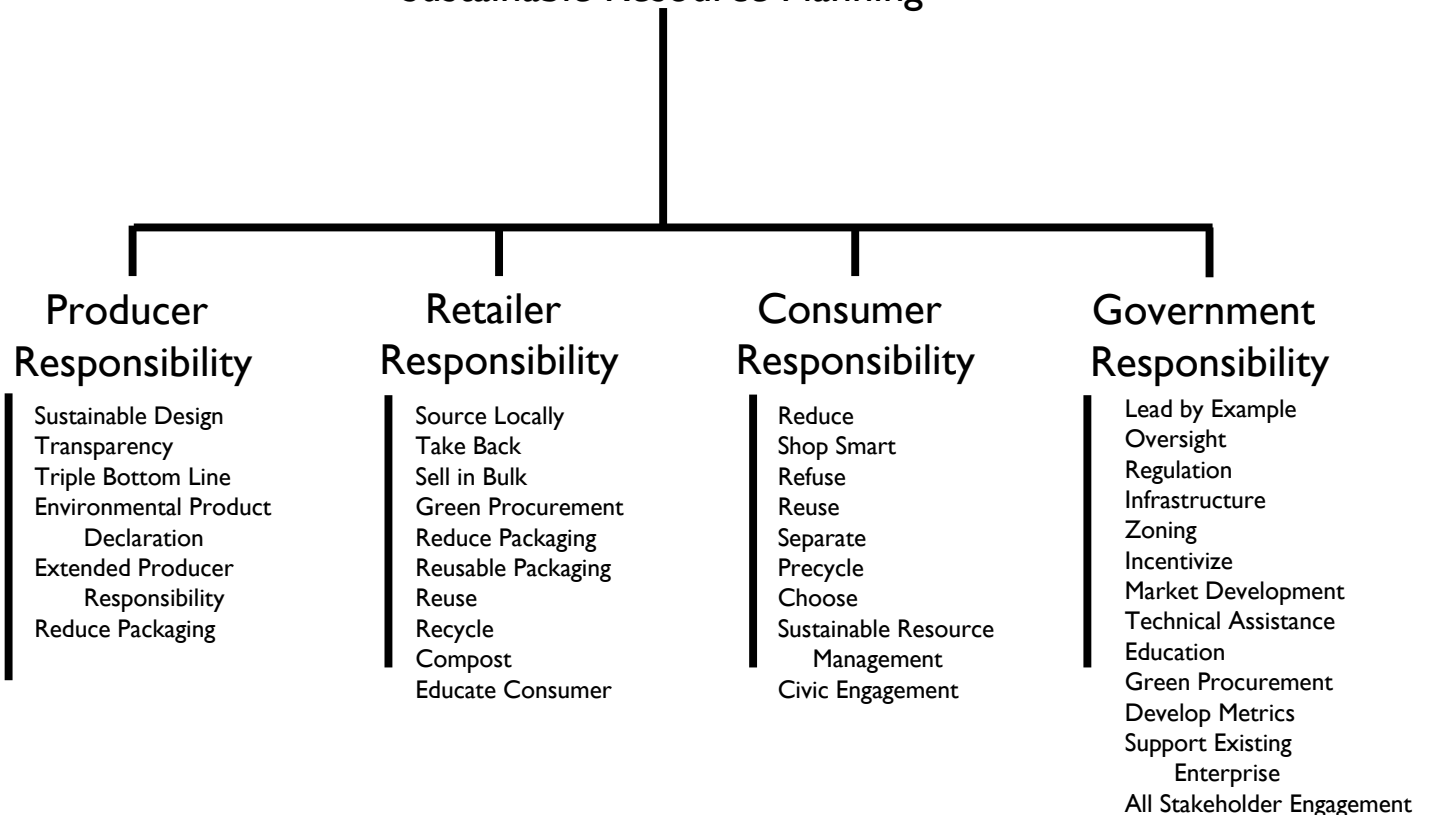 Sustainable Resource Planning
Producer
Responsibility
Sustainable Design
Transparency
Triple Bottom Line
Environmental Product
Declaration
Extended Producer
Responsibility
Reduce Packaging
Retailer
Responsibility
Source Locally
Take Back
Sell in Bulk
Green Procurement
Reduce Packaging
Reusable Packaging
Reuse
Recycle
Compost
Educate Consumer
Consumer
Responsibility
Reduce
Shop Smart
Refuse
Reuse
Separate
Precycle
Choose
Sustainable Resource
Management
Civic Engagement
Government
Responsibility
Lead by Example
Oversight
Regulation
Infrastructure
Zoning
Incentivize
Market Development
Technical Assistance
Education
Green Procurement
Develop Metrics
Support Existing
Enterprise
All Stakeholder Engagement